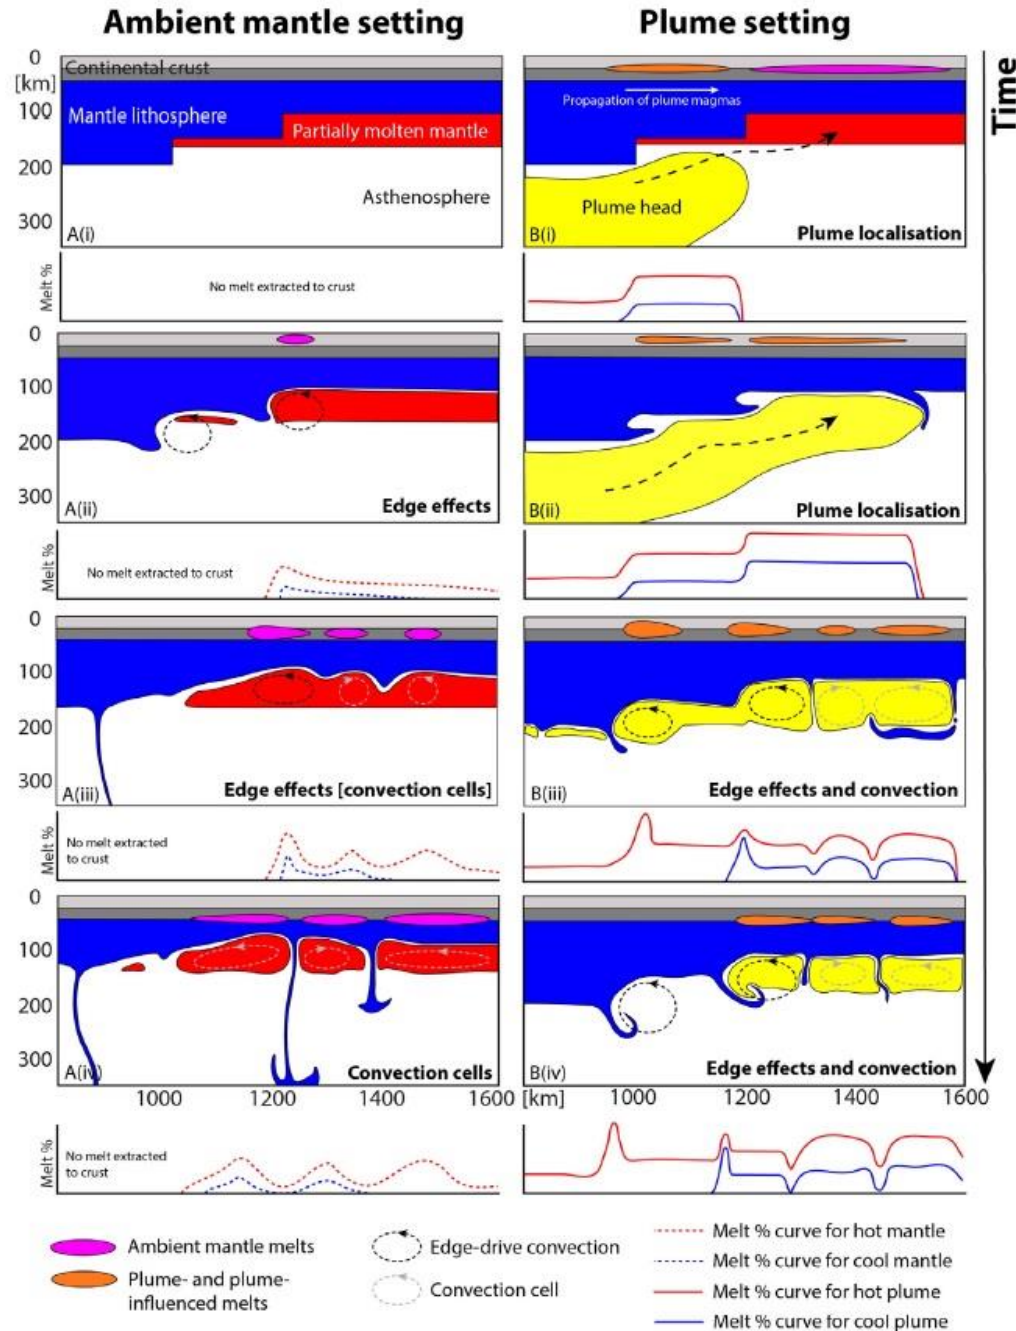 Ambient mantle setting
Plume setting
Time
0
[km]
100
200
300
Continental crust
Mantle lithosphere
Partially molten mantle
Asthenosphere
A(i)
Propagation of plume magmas
Plume head
B(i)
Plume localisation
Melt %
No melt extracted to crust
0
100
200
300
A(ii)
Edge effects
B(ii)
Plume localisation
Melt %
No melt extracted to crust
0
100
200
300
A(iii)
Edge effects [convection cells]
B(iii)
Edge effects and convection
Melt %
No melt extracted
to crust
0
100
200
300
A(iv)
Convection cells
B(iv)
Edge effects and convection
1000
1200
1400
1600
[km]
1000
1200
1400
1600
Melt %
No melt extracted
to crust
Ambient mantle melts
Plume- and plume-
influenced melts
Edge-drive convection
Convection cell
Melt % curve for hot mantle
Melt % curve for cool mantle
Melt % curve for hot plume
Melt % curve for cool plume